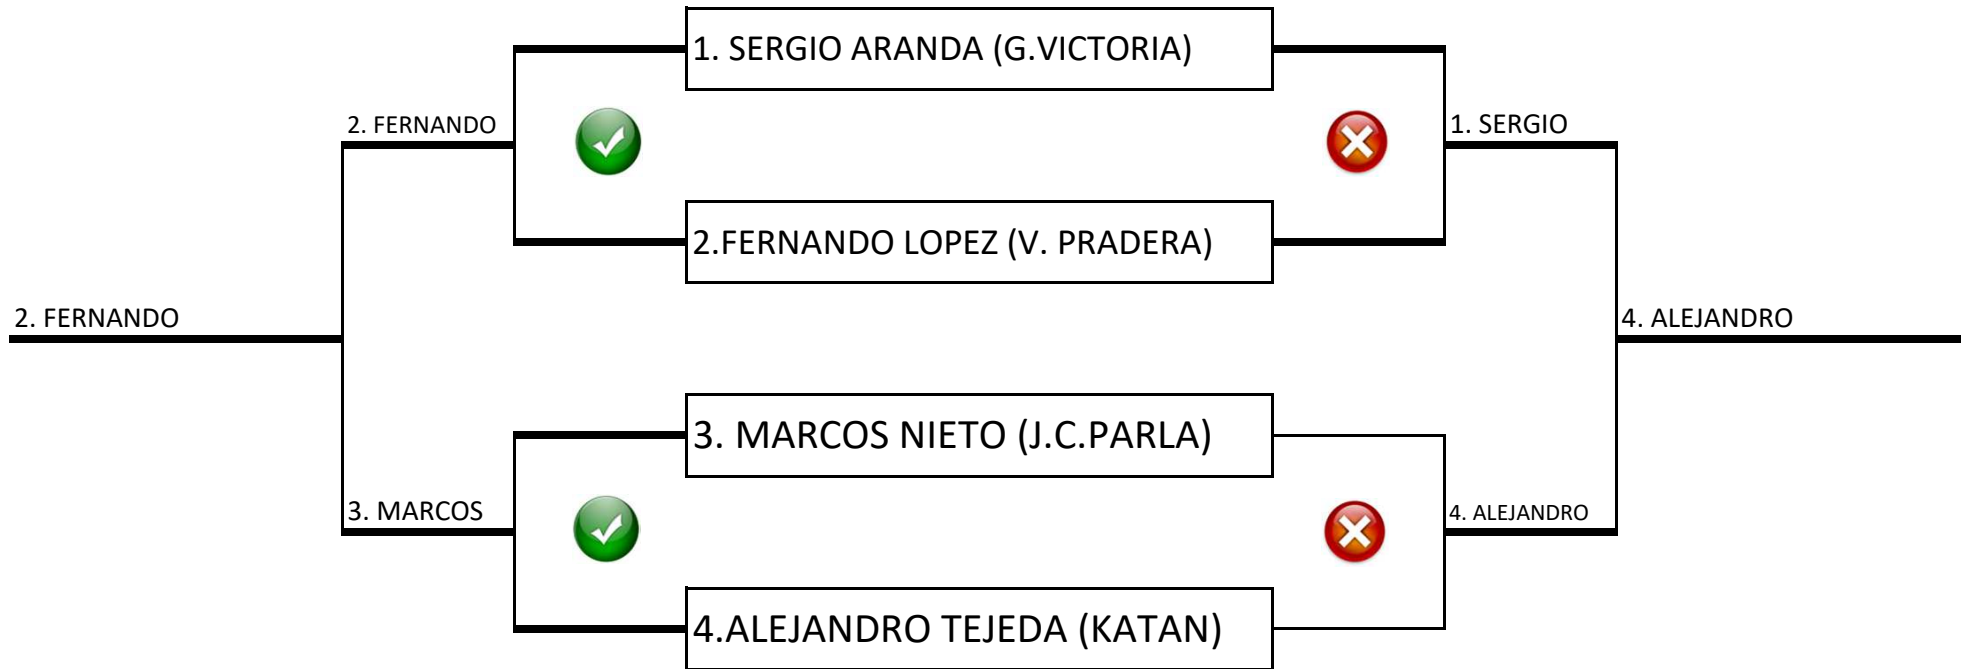 1. SERGIO ARANDA (G.VICTORIA)
2. FERNANDO
1. SERGIO
2.FERNANDO LOPEZ (V. PRADERA)
2. FERNANDO
4. ALEJANDRO
3. MARCOS NIETO (J.C.PARLA)
3. MARCOS
4. ALEJANDRO
4.ALEJANDRO TEJEDA (KATAN)